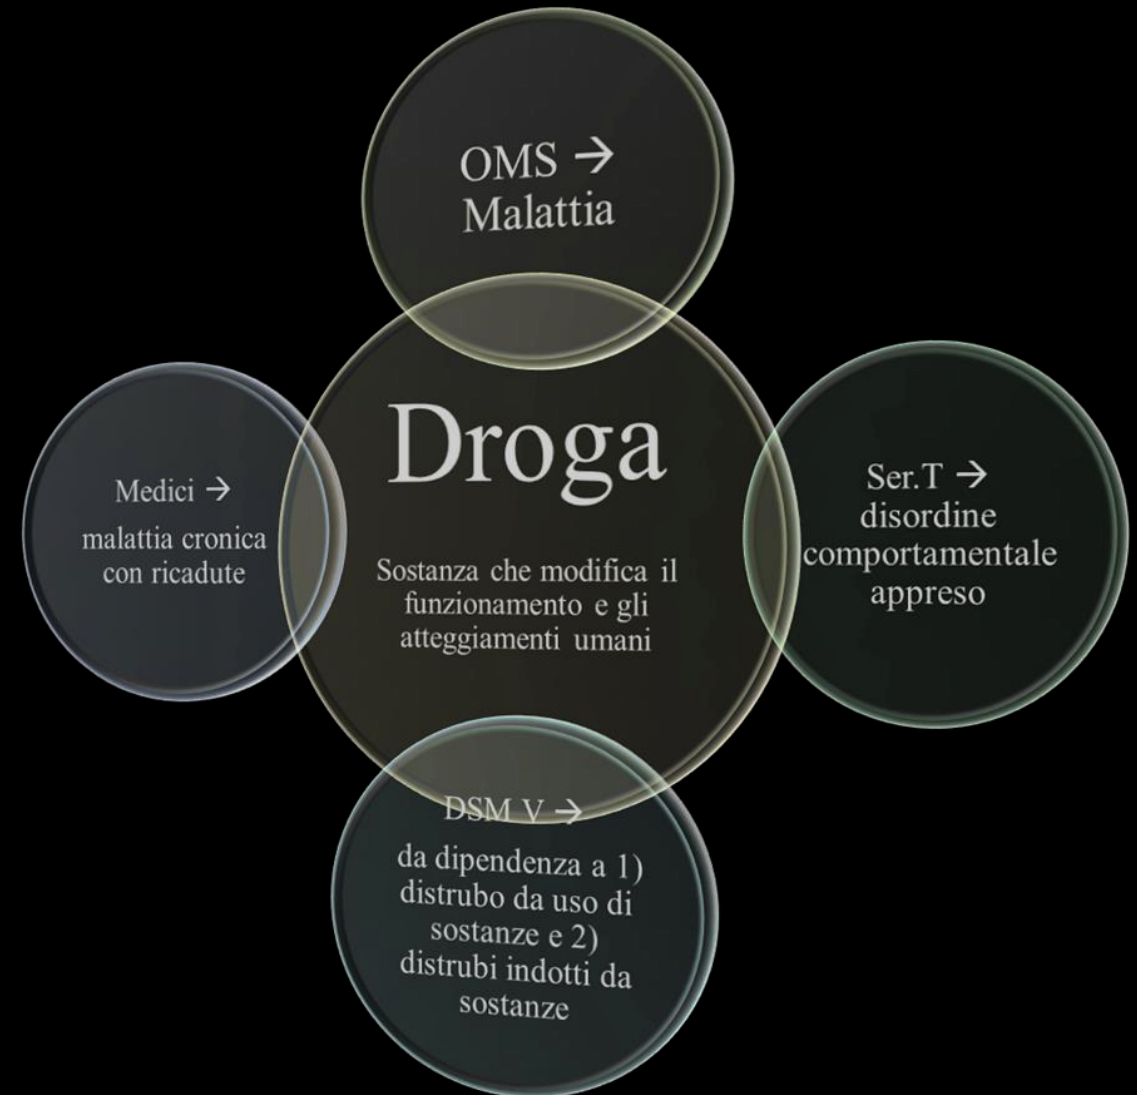 OMS →
Malattia
Droga
Sostanza che modifica il
funzionamento e gli
atteggiamenti umani
Medici →
malattia cronica
con ricadute
Ser.T →
disordine
comportamentale
appreso
DSM V →
da dipendenza a 1)
distrubo da uso di
sostanze e 2)
distrubi indotti da
sostanze